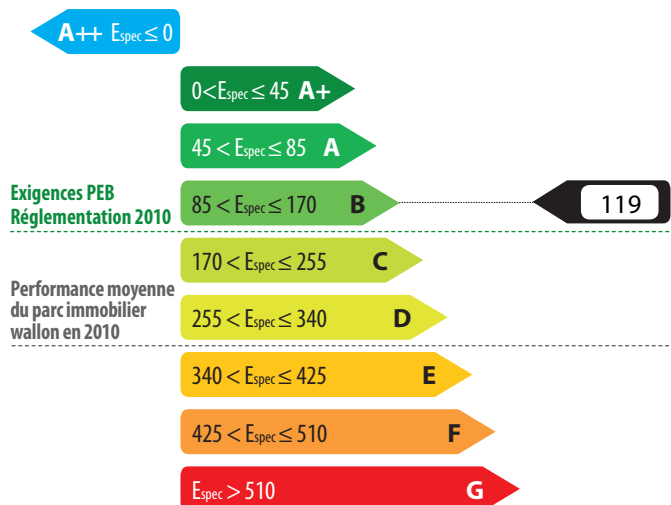 A++ Espec ≤ 0
0<Espec ≤ 45 A+
45 < Espec ≤ 85 A
Exigences PEB
Réglementation 2010
85 < Espec ≤ 170 B
119
170 < Espec ≤ 255 C
Performance moyenne
du parc immobilier
wallon en 2010
255 < Espec ≤ 340 D
340 < Espec ≤ 425 E
425 < Espec ≤ 510 F
Espec > 510 G